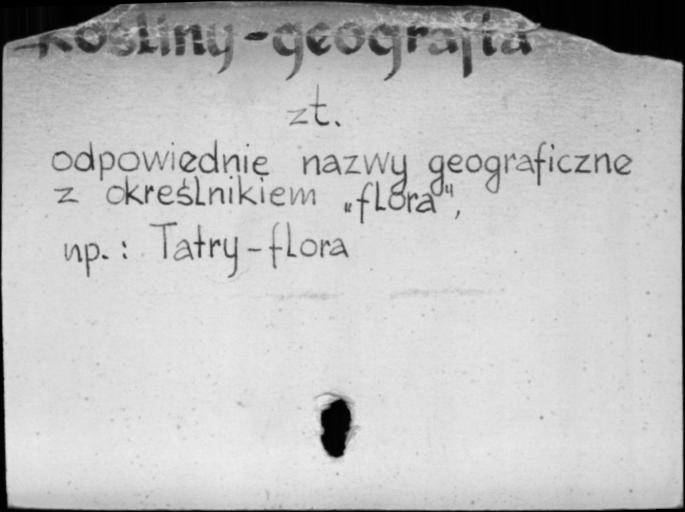 Rośliny-geografia
zt.
odpowiednie nazwy geograficzne
z określnikiem „flora",
np.: Tatry-flora